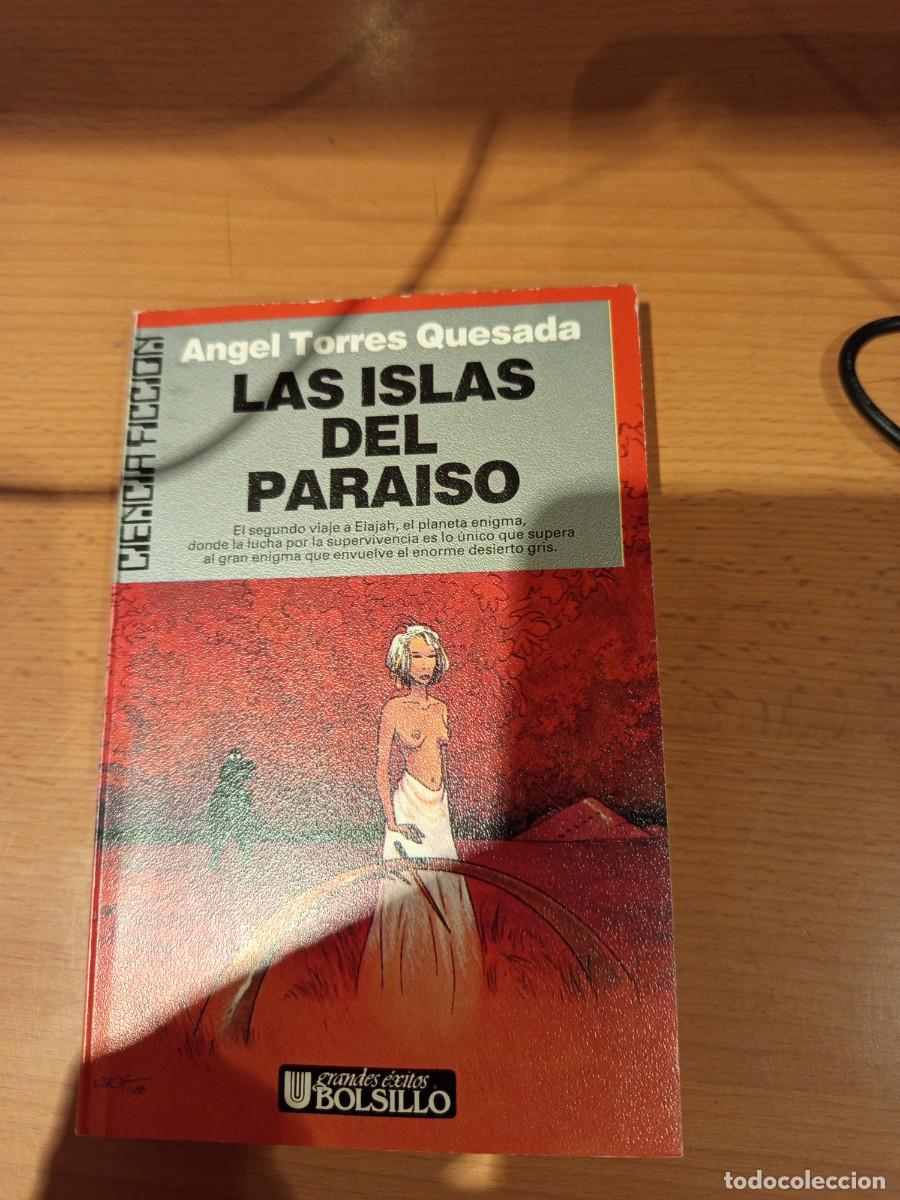 Angel Torres Quesada
LAS ISLAS
DEL
PARAISO
El segundo viaje a Elajah, el planeta enigma,
donde la lucha por la supervivencia es lo único que supera
al gran enigma que envuelve el enorme desierto gris.
CIENCIA FICCION
U grandes éxitos
BOLSILLO
todocoleccion